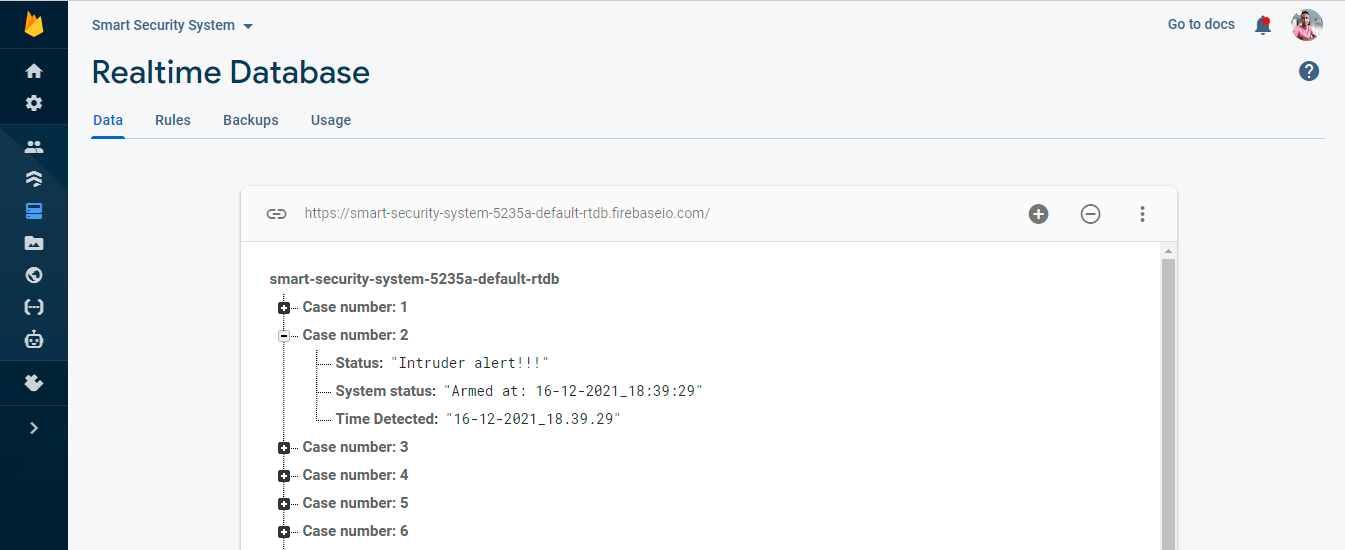 Smart Security System
Go to docs
Realtime Database
Data Rules Backups Usage
https://smart-security-system-5235a-default-rtdb.firebaseio.com/
smart-security-system-5235a-default-rtdb
Case number: 1
Case number: 2
Status: "Intruder alert!!!"
System status: "Armed at: 16-12-2021_18:39:29"
Time Detected: "16-12-2021_18.39.29"
Case number: 3
Case number: 4
Case number: 5
Case number: 6